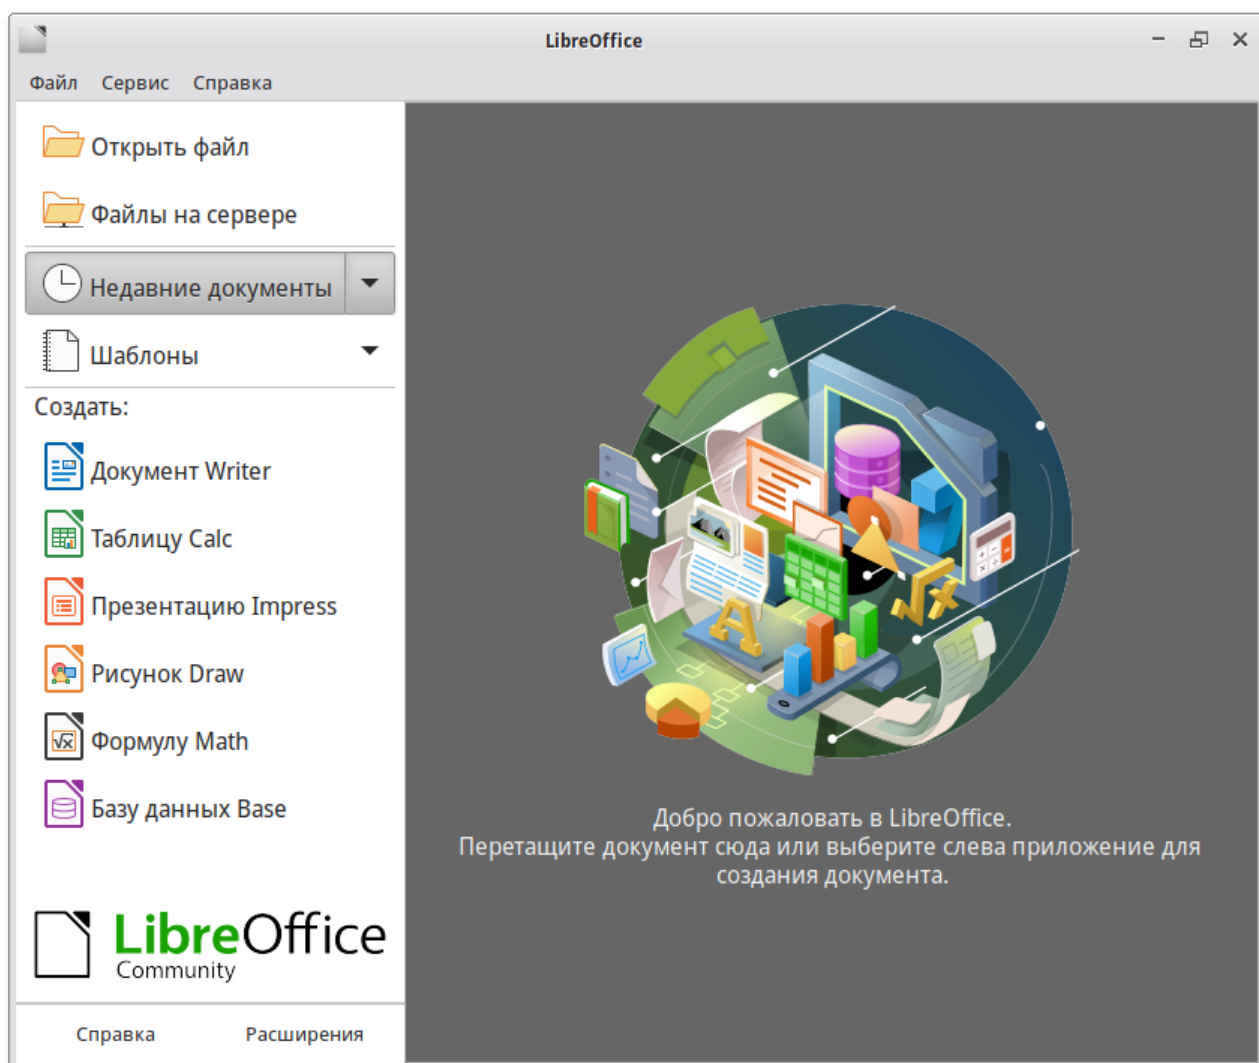 LibreOffice
Файл Сервис Справка
Открыть файл
Файлы на сервере
Недавние документы
Шаблоны
Создать:
Документ Writer
Таблицу Calc
Презентацию Impress
Рисунок Draw
Формулу Math
Базу данных Base
LibreOffice
Community
Справка Расширения
Добро пожаловать в LibreOffice.
Перетащите документ сюда или выберите слева приложение для
создания документа.